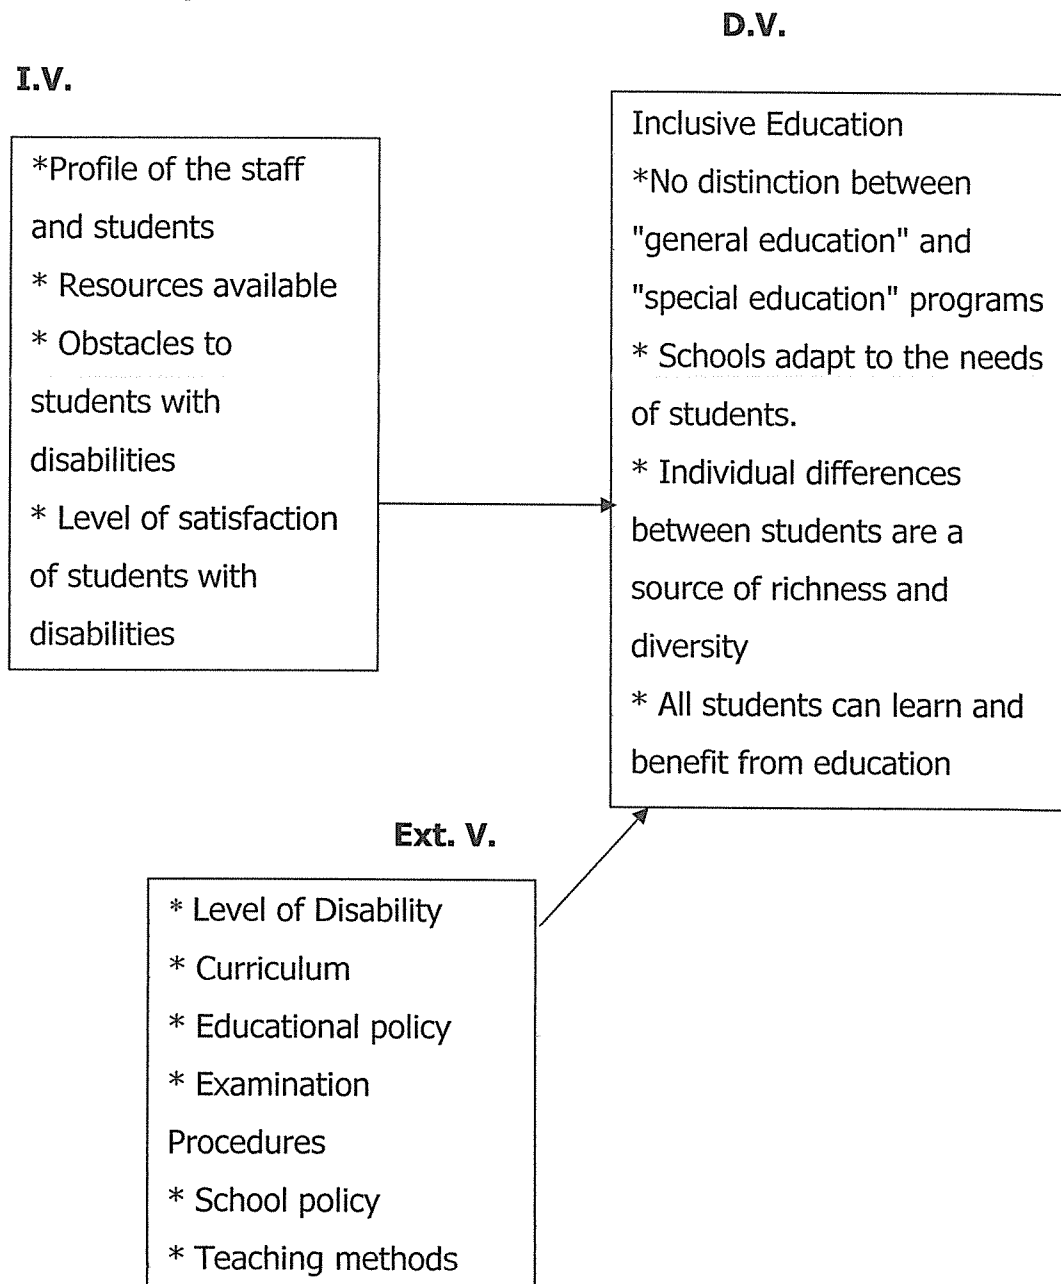 D.V.
I.V.
*Profile of the staff
and students
* Resources available
* Obstacles to
students with
disabilities
* Level of satisfaction
of students with
disabilities
Inclusive Education
*No distinction between
"general education" and
"special education" programs
* Schools adapt to the needs
of students.
* Individual differences
between students are a
source of richness and
diversity
* All students can learn and
benefit from education
Ext. V.
* Level of Disability
* Curriculum
* Educational policy
* Examination
Procedures
* School policy
* Teaching methods